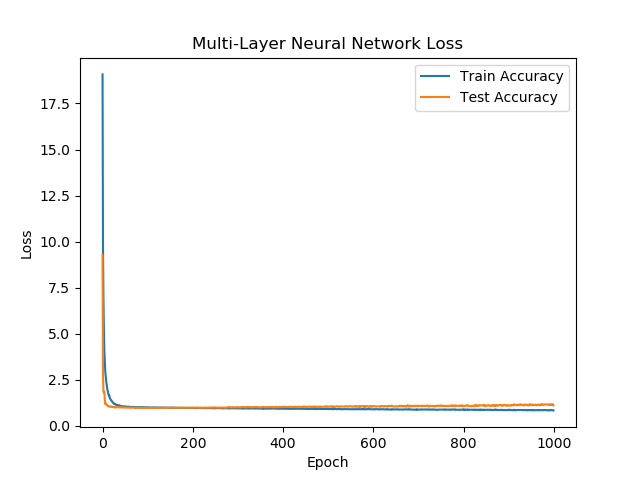 Multi-Layer Neural Network Loss
Train Accuracy
Test Accuracy
17.5
15.0
12.5
10.0
7.5
5.0
2.5
0.0
Loss
0 200 400 600 800 1000
Epoch